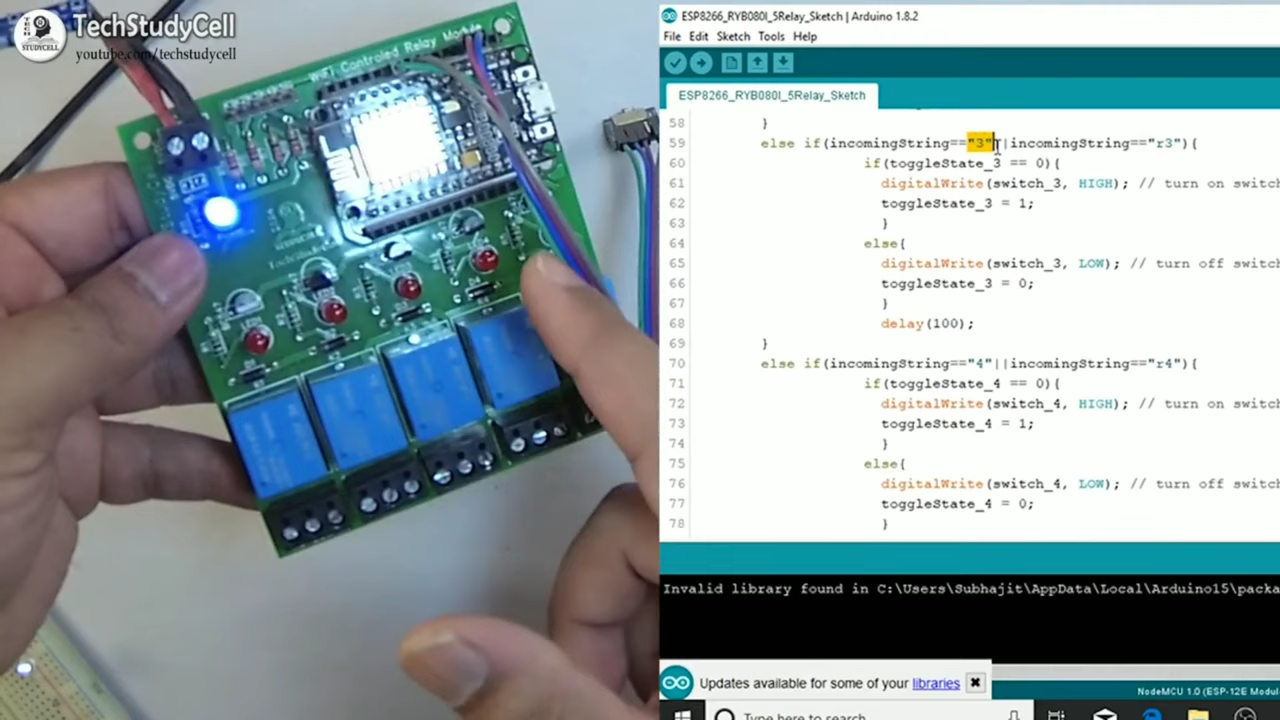 TechStudyCell
youtube.com/techstudycell
TECH
STUDYCELL
WiFi Controled Relay Module
ESP8266_RYB080I_5Relay_Sketch | Arduino 1.8.2
File Edit Sketch Tools Help
ESP8266_RYB080I_5Relay_Sketch
58 }
59 else if(incomingString=="3"||incomingString=="r3"){
60 if(toggleState_3 == 0){
61 digitalWrite(switch_3, HIGH); // turn on switch
62 toggleState_3 = 1;
63 }
64 else{
65 digitalWrite(switch_3, LOW); // turn off switch
66 toggleState_3 = 0;
67 }
68 delay(100);
69 }
70 else if(incomingString=="4"||incomingString=="r4"){
71 if(toggleState_4 == 0){
72 digitalWrite(switch_4, HIGH); // turn on switch
73 toggleState_4 = 1;
74 }
75 else{
76 digitalWrite(switch_4, LOW); // turn off switch
77 toggleState_4 = 0;
78 }
Invalid library found in C:\Users\Subhajit\AppData\Local\Arduino15\packa
Updates available for some of your libraries
NodeMCU 1.0 (ESP-12E Modul
Type here to search